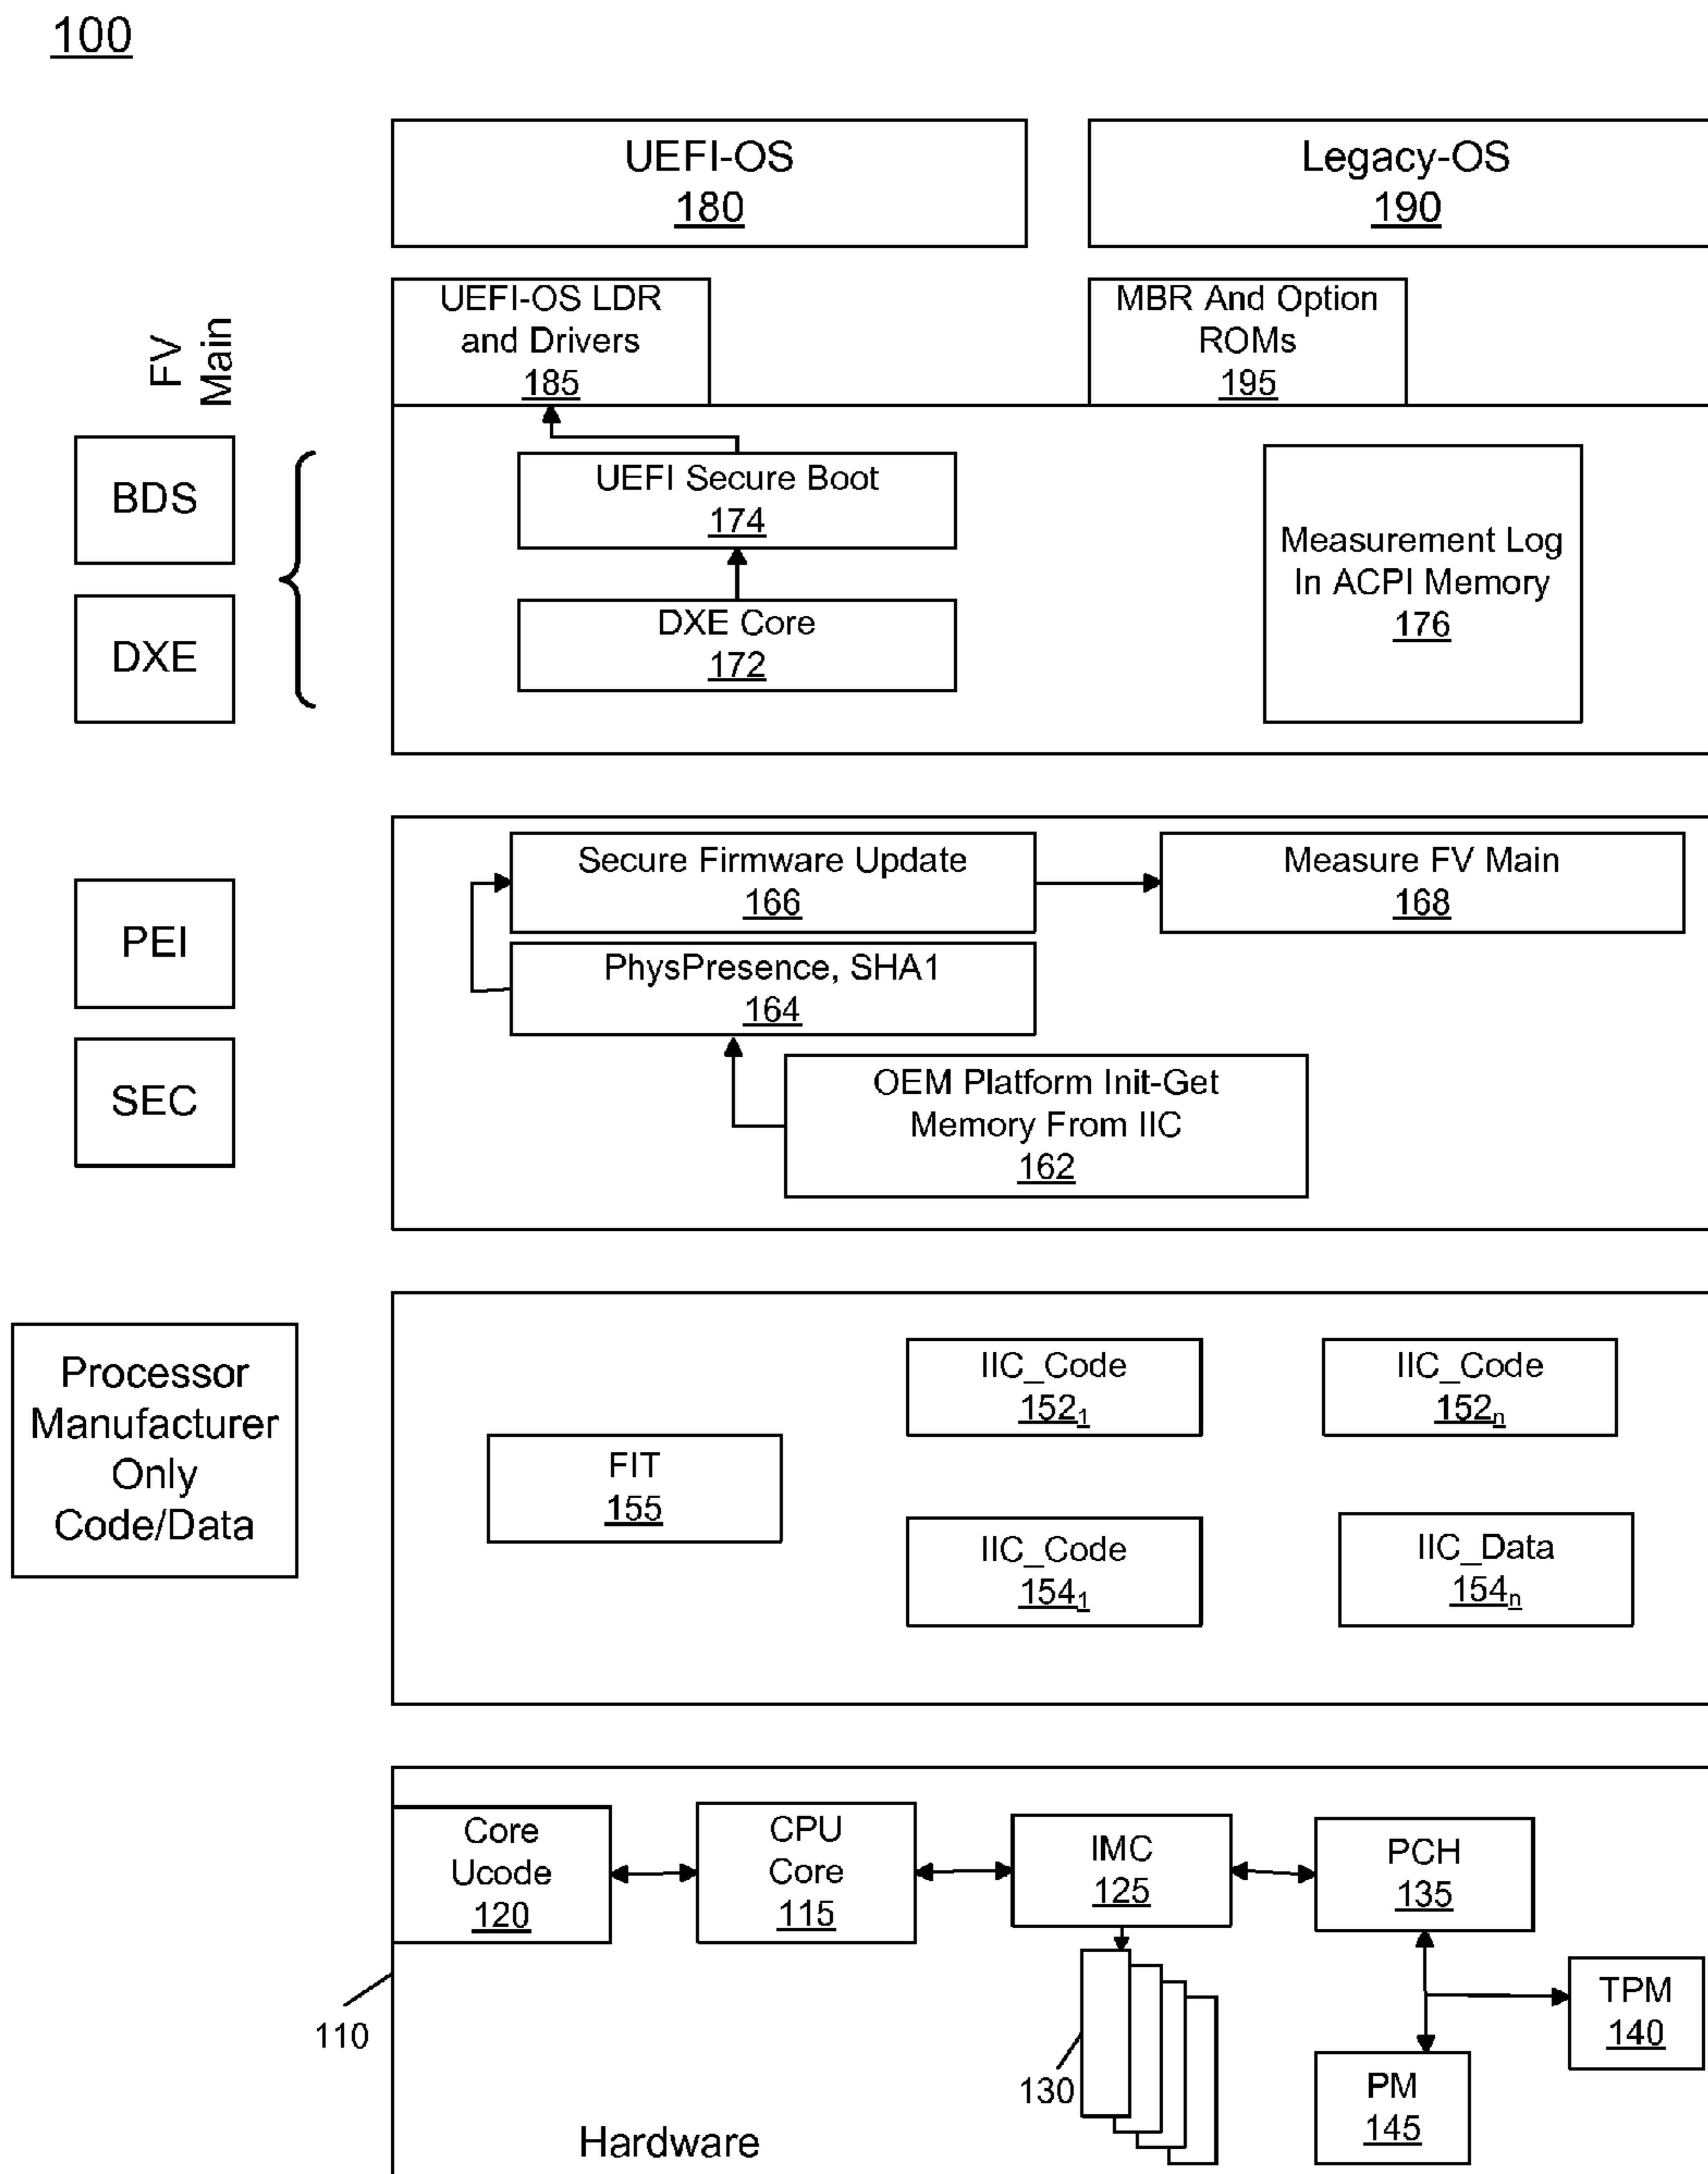 100
UEFI-OS
180
Legacy-OS
190
FV
Main
UEFI-OS LDR
and Drivers
185
MBR And Option
ROMs
195
BDS
DXE
UEFI Secure Boot
174
DXE Core
172
Measurement Log
In ACPI Memory
176
PEI
SEC
Secure Firmware Update
166
Measure FV Main
168
PhysPresence, SHA1
164
OEM Platform Init-Get
Memory From IIC
162
Processor
Manufacturer
Only
Code/Data
FIT
155
IIC_Code
152₁
IIC_Code
152ₙ
IIC_Code
154₁
IIC_Data
154ₙ
Core
Ucode
120
CPU
Core
115
IMC
125
PCH
135
110
130
TPM
140
PM
145
Hardware